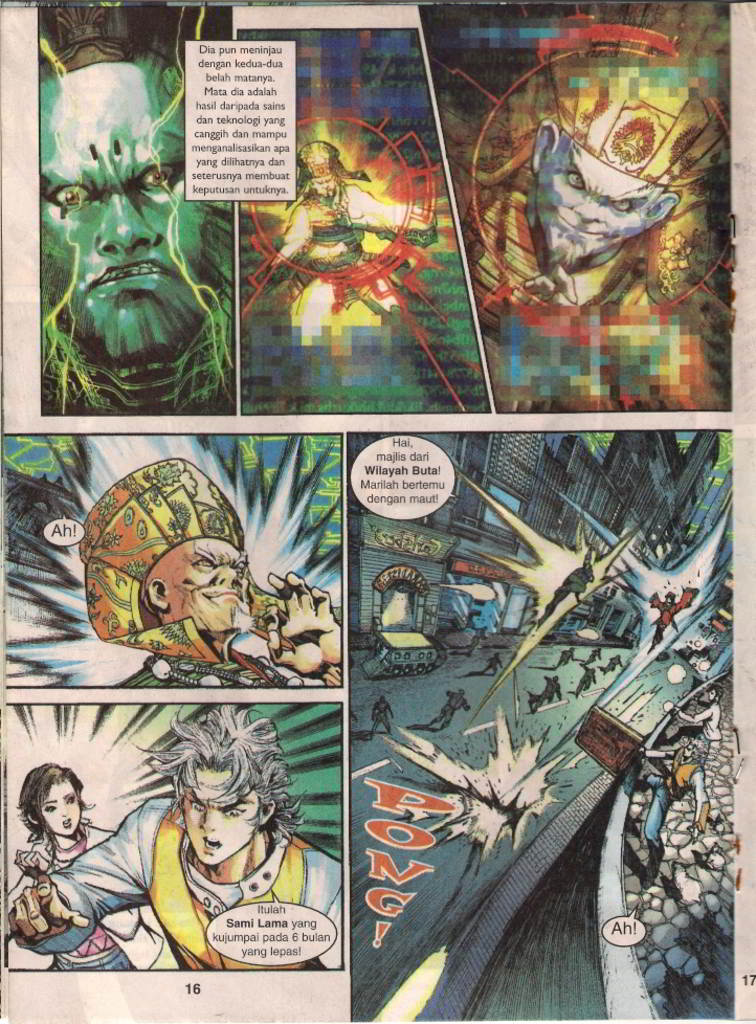 Dia pun meninjau
dengan kedua-dua
belah matanya.
Mata dia adalah
hasil daripada sains
dan teknologi yang
canggih dan mampu
menganalisasikan apa
yang dilihatnya dan
seterusnya membuat
keputusan untuknya.
Ah!
Hai,
majlis dari
Wilayah Buta!
Marilah bertemu
dengan maut!
Itulah
Sami Lama yang
kujumpai pada 6 bulan
yang lepas!
PONG!
Ah!
16
17